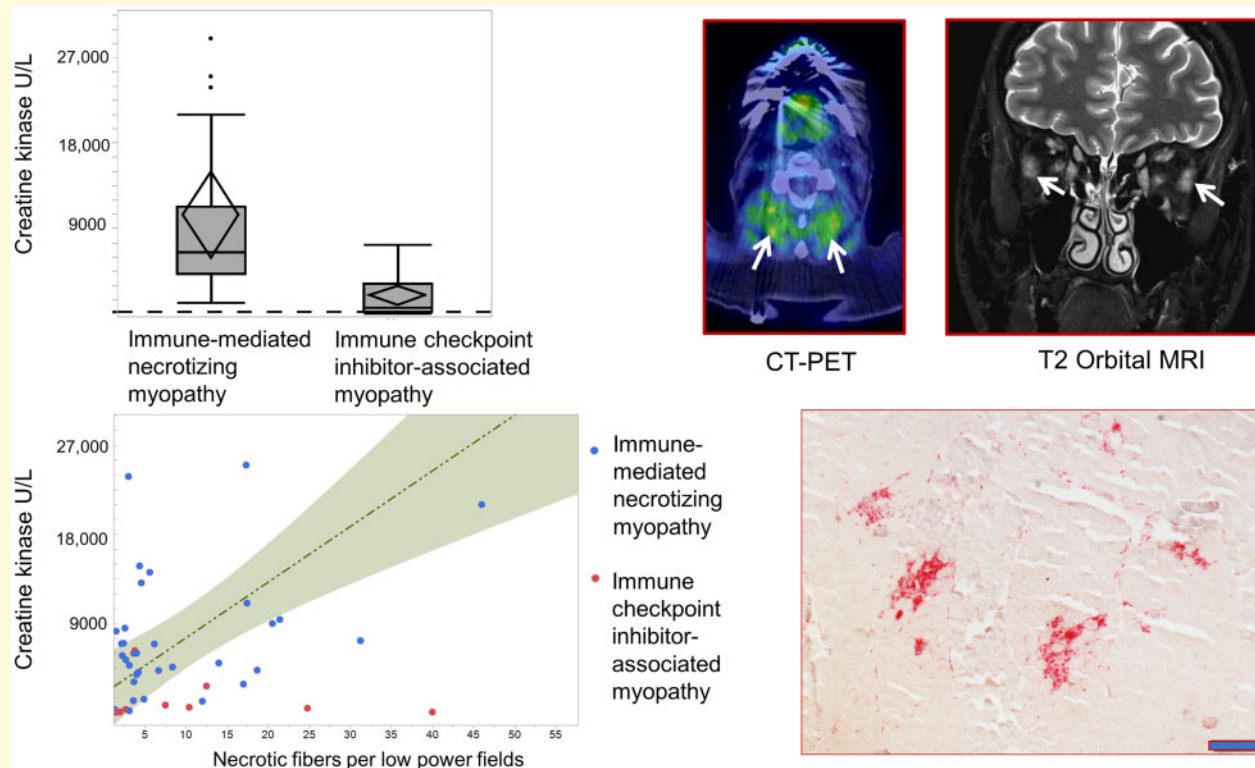 Creatine kinase U/L
27,000
18,000
9000
Immune-mediated
necrotizing
myopathy
Immune checkpoint
inhibitor-associated
myopathy
CT-PET
T2 Orbital MRI
Creatine kinase U/L
27,000
18,000
9000
5
10
15
20
25
30
35
40
45
50
55
Necrotic fibers per low power fields
Immune-
mediated
necrotizing
myopathy
Immune
checkpoint
inhibitor-
associated
myopathy